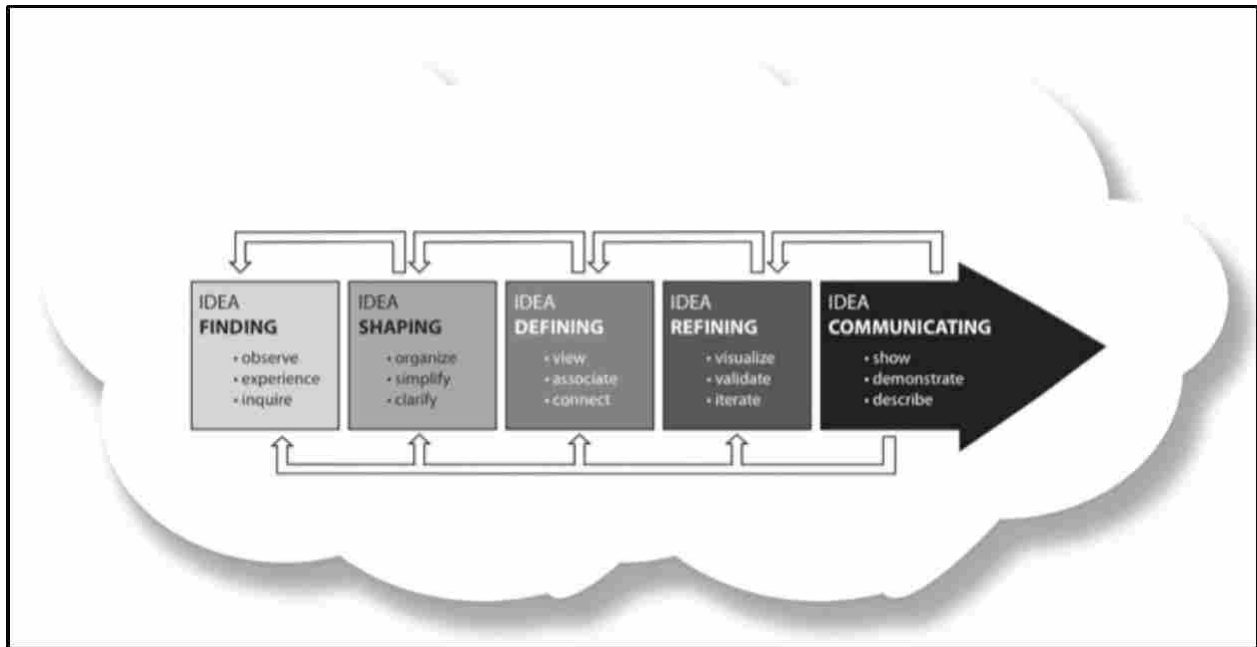 IDEA
FINDING
• observe
• experience
• inquire
IDEA
SHAPING
• organize
• simplify
• clarify
IDEA
DEFINING
• view
• associate
• connect
IDEA
REFINING
• visualize
• validate
• iterate
IDEA
COMMUNICATING
• show
• demonstrate
• describe